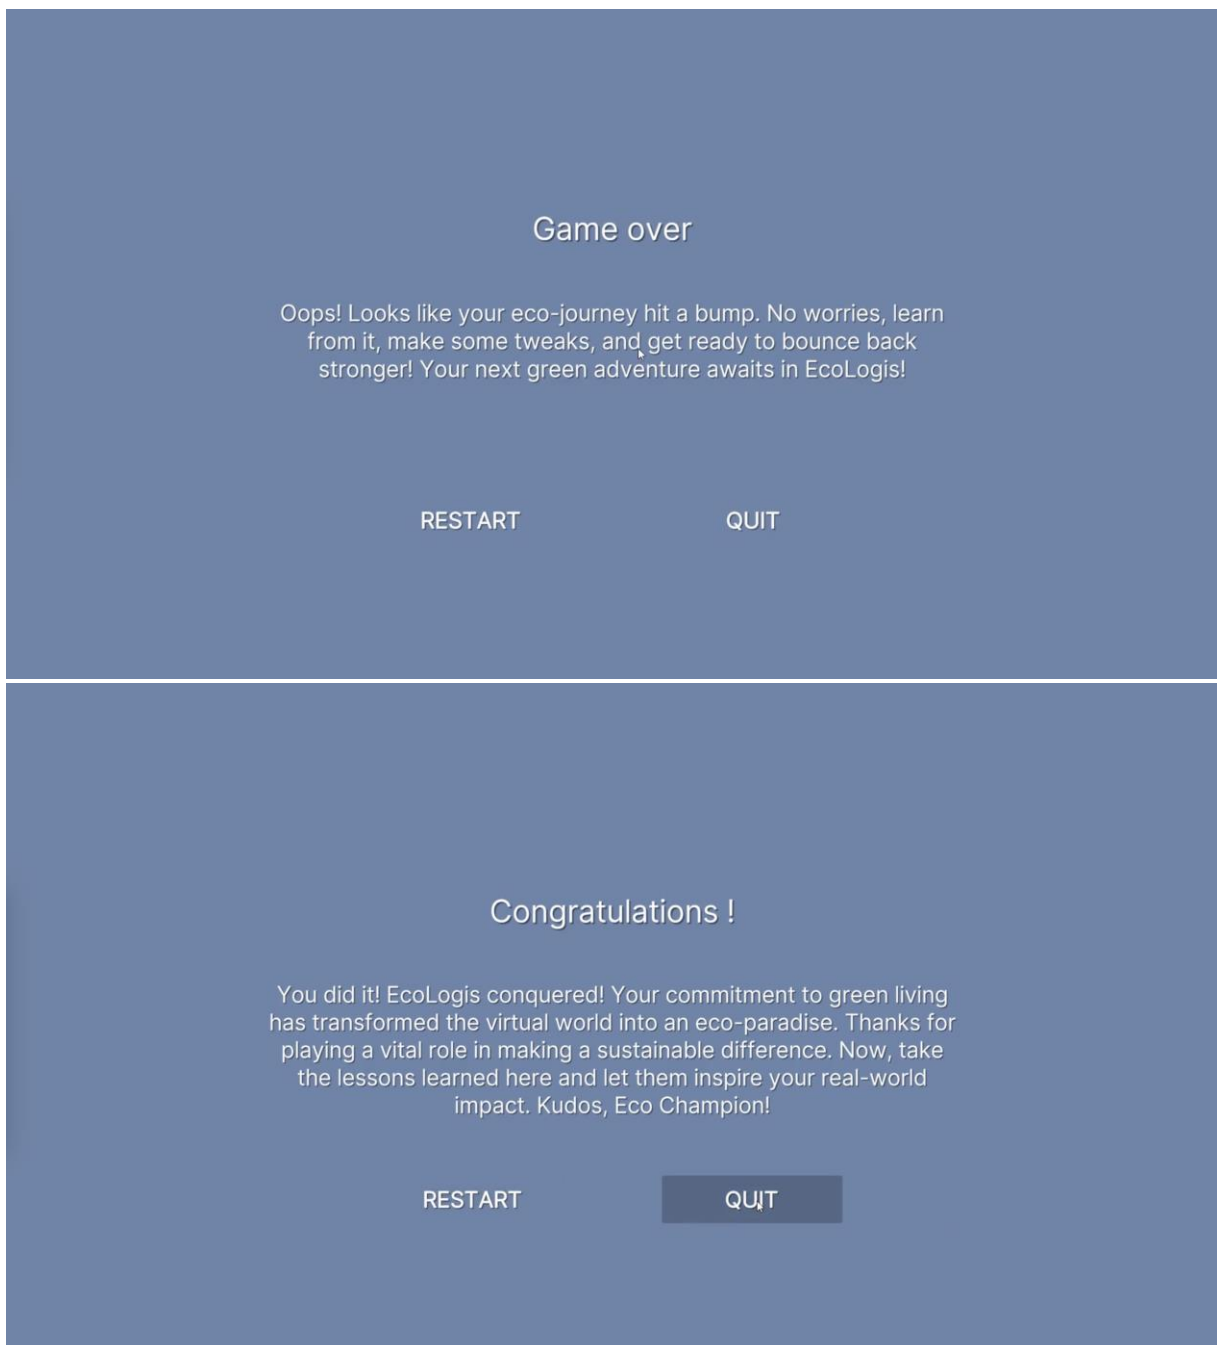 Game over
Oops! Looks like your eco-journey hit a bump. No worries, learn
from it, make some tweaks, and get ready to bounce back
stronger! Your next green adventure awaits in EcoLogis!
RESTART QUIT
Congratulations !
You did it! EcoLogis conquered! Your commitment to green living
has transformed the virtual world into an eco-paradise. Thanks for
playing a vital role in making a sustainable difference. Now, take
the lessons learned here and let them inspire your real-world
impact. Kudos, Eco Champion!
RESTART QUIT